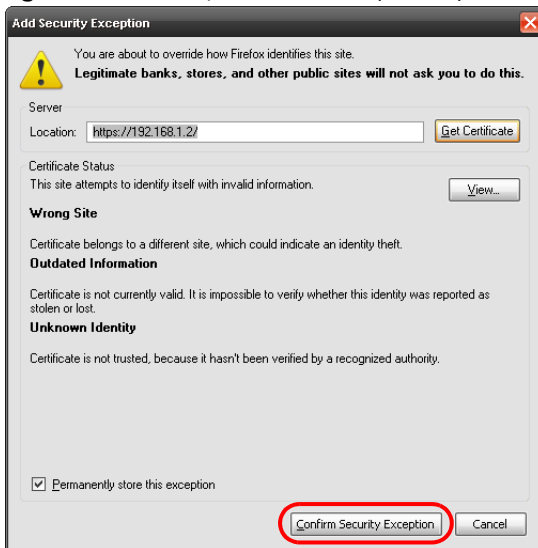 Add Security Exception
You are about to override how Firefox identifies this site.
Legitimate banks, stores, and other public sites will not ask you to do this.
Server
Location: https://192.168.1.2/ Get Certificate
Certificate Status
This site attempts to identify itself with invalid information. View...
Wrong Site
Certificate belongs to a different site, which could indicate an identity theft.
Outdated Information
Certificate is not currently valid. It is impossible to verify whether this identity was reported as
stolen or lost.
Unknown Identity
Certificate is not trusted, because it hasn't been verified by a recognized authority.
Permanently store this exception
Confirm Security Exception Cancel